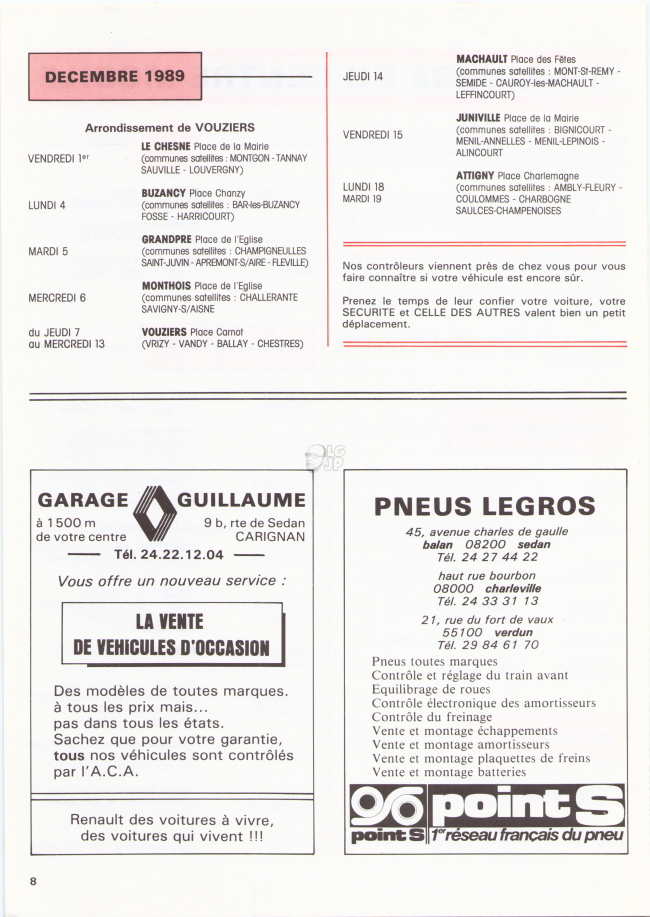 DECEMBRE 1989
Arrondissement de VOUZIERS
VENDREDI 1er
LE CHESNE Place de la Mairie
(communes satellites : MONTGON - TANNAY
SAUVILLE - LOUVERGNY)
LUNDI 4
BUZANCY Place Chanzy
(communes satellites : BAR-les-BUZANCY
FOSSE - HARRICOURT)
MARDI 5
GRANDPRE Place de l'Eglise
(communes satellites : CHAMPIGNEULLES
SAINT-JUVIN - APREMONT-S/AIRE - FLEVILLE)
MERCREDI 6
MONTHOIS Place de l'Eglise
(communes satellites : CHALLERANTE
SAVIGNY-S/AISNE
du JEUDI 7
au MERCREDI 13
VOUZIERS Place Carnot
(VRIZY - VANDY - BALLAY - CHESTRES)
JEUDI 14
MACHAULT Place des Fêtes
(communes satellites : MONT-St-REMY -
SEMIDE - CAUROY-les-MACHAULT -
LEFFINCOURT)
VENDREDI 15
JUNIVILLE Place de la Mairie
(communes satellites : BIGNICOURT -
MENIL-ANNELLES - MENIL-LEPINOIS -
ALINCOURT
LUNDI 18
MARDI 19
ATTIGNY Place Charlemagne
(communes satellites : AMBLY-FLEURY -
COULOMMES - CHARBOGNE
SAULCES-CHAMPENOISES
Nos contrôleurs viennent près de chez vous pour vous
faire connaître si votre véhicule est encore sûr.
Prenez le temps de leur confier votre voiture, votre
SECURITE et CELLE DES AUTRES valent bien un petit
déplacement.
LG
JP
GARAGE GUILLAUME
à 1500 m
de votre centre
9 b, rte de Sedan
CARIGNAN
Tél. 24.22.12.04
Vous offre un nouveau service :
LA VENTE
DE VEHICULES D'OCCASION
Des modèles de toutes marques.
à tous les prix mais...
pas dans tous les états.
Sachez que pour votre garantie,
tous nos véhicules sont contrôlés
par l'A.C.A.
Renault des voitures à vivre,
des voitures qui vivent !!!
PNEUS LEGROS
45, avenue charles de gaulle
balan 08200 sedan
Tél. 24 27 44 22
haut rue bourbon
08000 charleville
Tél. 24 33 31 13
21, rue du fort de vaux
55100 verdun
Tél. 29 84 61 70
Pneus toutes marques
Contrôle et réglage du train avant
Equilibrage de roues
Contrôle électronique des amortisseurs
Contrôle du freinage
Vente et montage échappements
Vente et montage amortisseurs
Vente et montage plaquettes de freins
Vente et montage batteries
point S
point S 1er réseau français du pneu
8